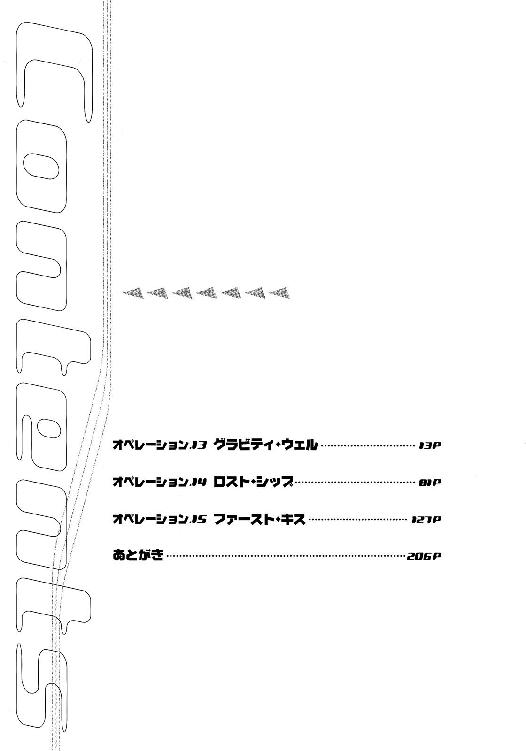 Contents
オペレーション.13 グラビティ・ウェル 13P
オペレーション.14 ロスト・シップ 81P
オペレーション.15 ファースト・キス 127P
あとがき 206P